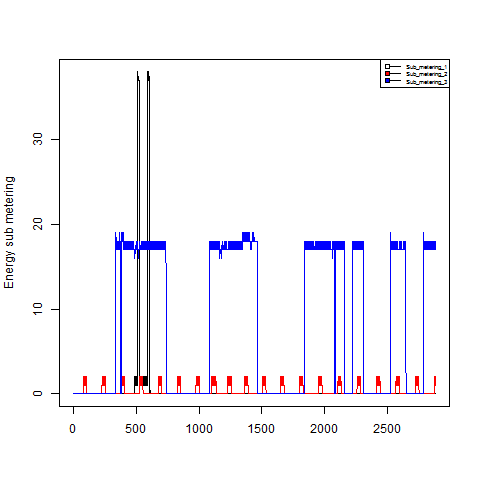 Sub_metering_1
Sub_metering_2
Sub_metering_3
Energy sub metering
30
20
10
0
0 500 1000 1500 2000 2500